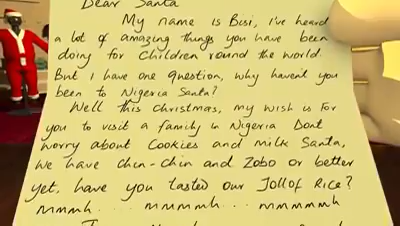 Dear Santa
My name is Bisi, I've heard
a lot of amazing things you have been
doing for Children round the world
But I have one question, why havent you
been to Nigeria Santa?
Well this Christmas, my wish is for
you to visit a family in Nigeria Dont
worry about Cookies and milk Santa,
We have chin-chin and Zobo or better
yet, have you tasted our Jollof Rice?
mmmh.... mmmmh... mmmmmh